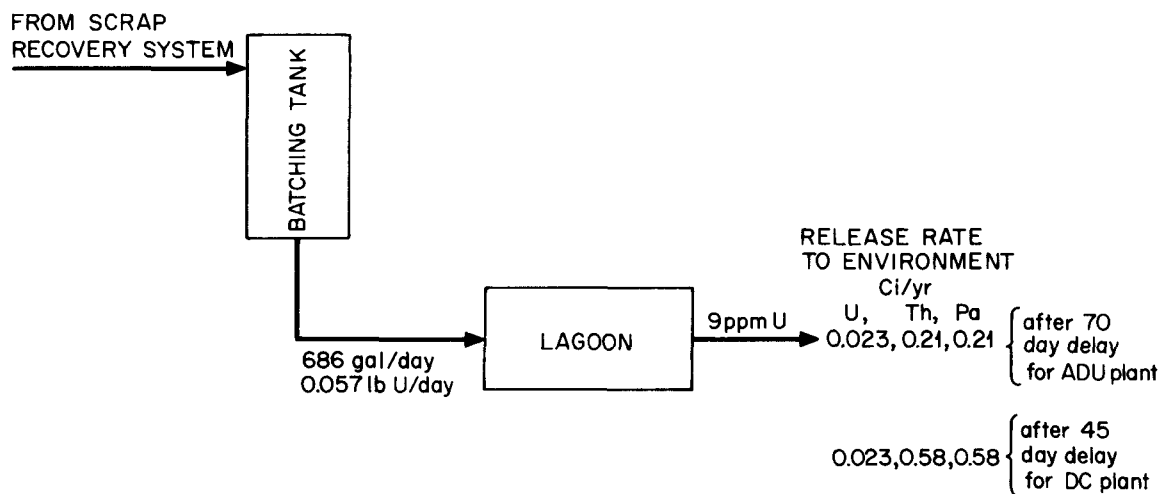 FROM SCRAP
RECOVERY SYSTEM
BATCHING TANK
686 gal/day
0.057 lb U/day
LAGOON
9ppm U
RELEASE RATE
TO ENVIRONMENT
Ci/yr
U, Th, Pa
0.023, 0.21, 0.21
after 70
day delay
for ADU plant
0.023, 0.58, 0.58
after 45
day delay
for DC plant